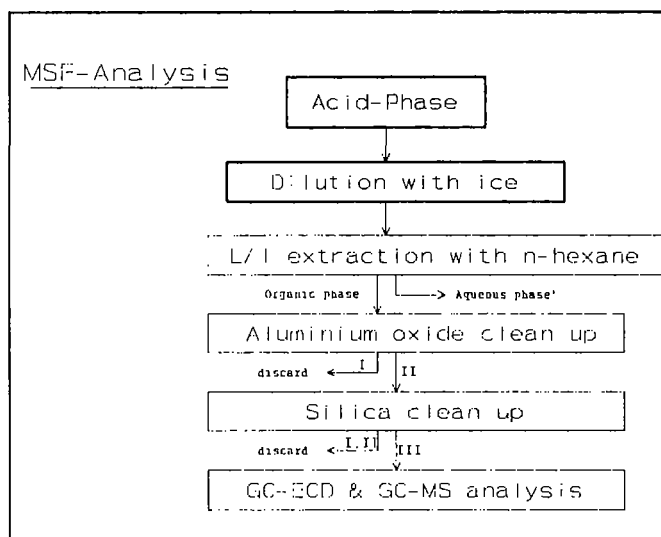 MSF-Analysis
Acid-Phase
Dilution with ice
L/l extraction with n-hexane
Organic phase
Aqueous phase'
Aluminium oxide clean up
discard I II
Silica clean up
discard I,II III
GC-ECD & GC-MS analysis